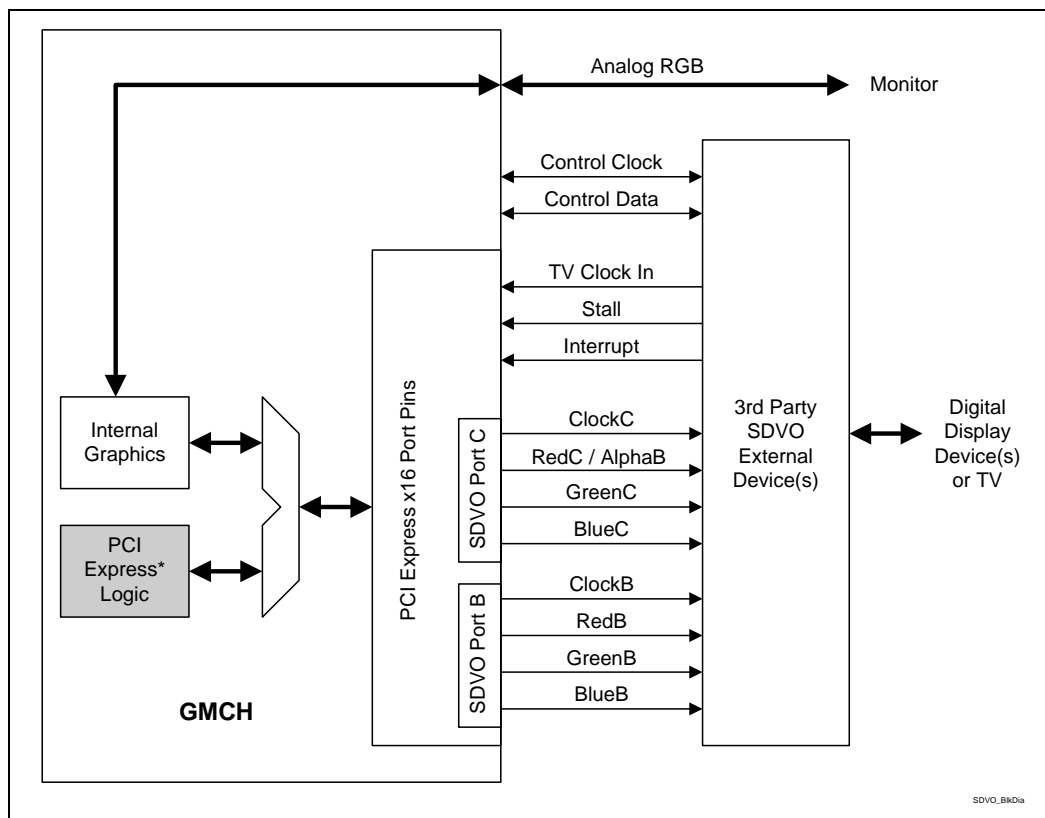 Analog RGB
Monitor
Control Clock
Control Data
TV Clock In
Stall
Interrupt
PCI Express x16 Port Pins
Internal
Graphics
PCI
Express*
Logic
GMCH
SDVO Port C
ClockC
RedC / AlphaB
GreenC
BlueC
SDVO Port B
ClockB
RedB
GreenB
BlueB
3rd Party
SDVO
External
Device(s)
Digital
Display
Device(s)
or TV
SDVO_BlkDia